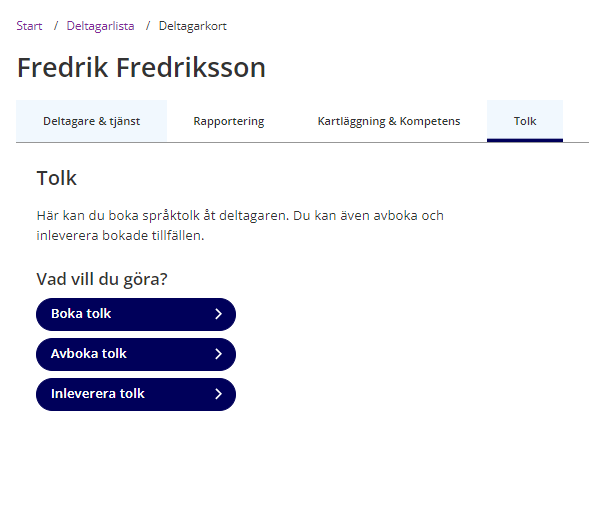 Start / Deltagarlista / Deltagarkort
Fredrik Fredriksson
Deltagare & tjänst Rapportering Kartläggning & Kompetens Tolk
Tolk
Här kan du boka språktolk åt deltagaren. Du kan även avboka och
inleverera bokade tillfällen.
Vad vill du göra?
Boka tolk
Avboka tolk
Inleverera tolk